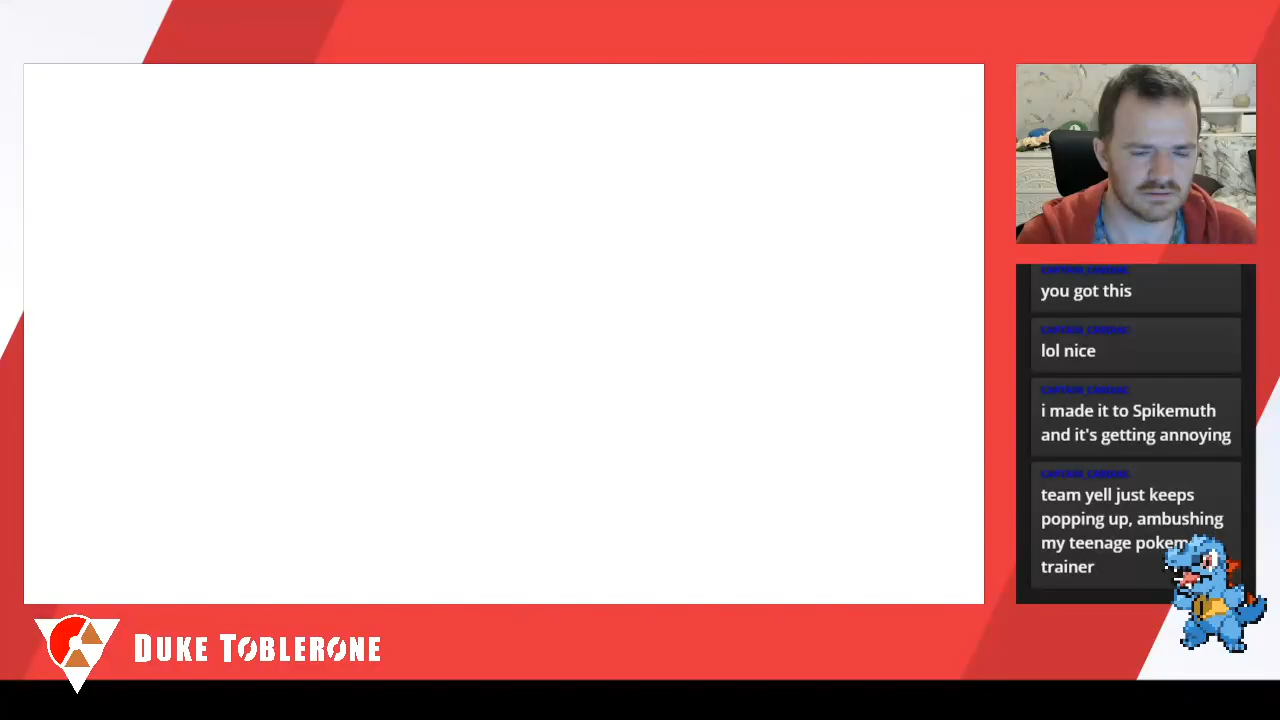 you got this
lol nice
i made it to Spikemuth
and it's getting annoying
team yell just keeps
popping up, ambushing
my teenage
trainer
DUKE TOBLERONE